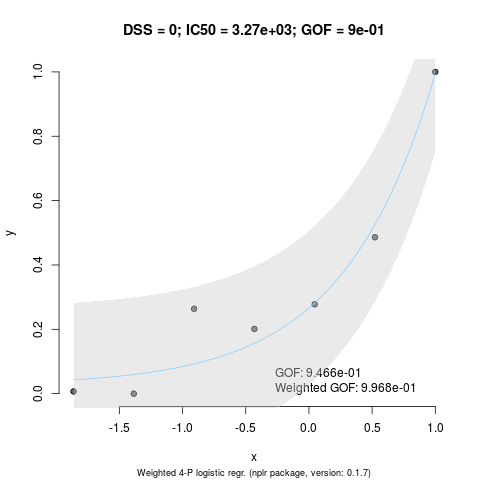 DSS = 0; IC50 = 3.27e+03; GOF = 9e-01
1.0
0.8
0.6
0.4
0.2
0.0
y
GOF: 9.466e-01
Weighted GOF: 9.968e-01
-1.5 -1.0 -0.5 0.0 0.5 1.0
x
Weighted 4-P logistic regr. (nplr package, version: 0.1.7)